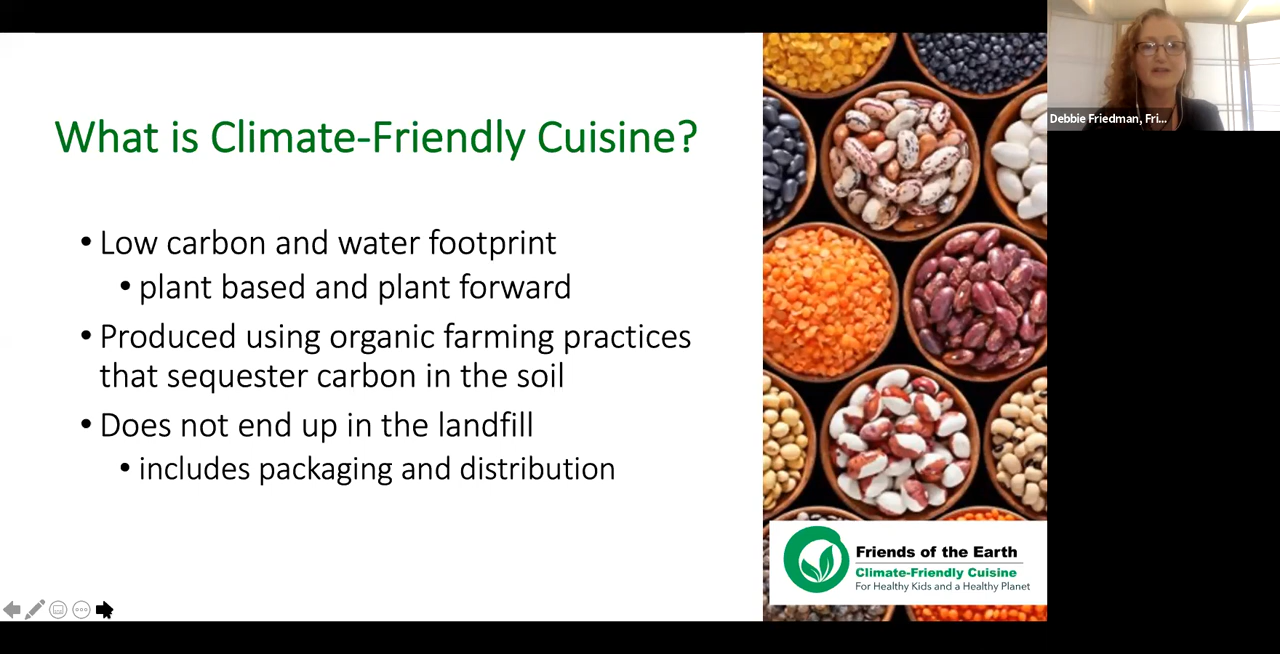 What is Climate-Friendly Cuisine?
• Low carbon and water footprint
• plant based and plant forward
• Produced using organic farming practices
that sequester carbon in the soil
• Does not end up in the landfill
• includes packaging and distribution
Friends of the Earth
Climate-Friendly Cuisine
For Healthy Kids and a Healthy Planet
Debbie Friedman, Fri...